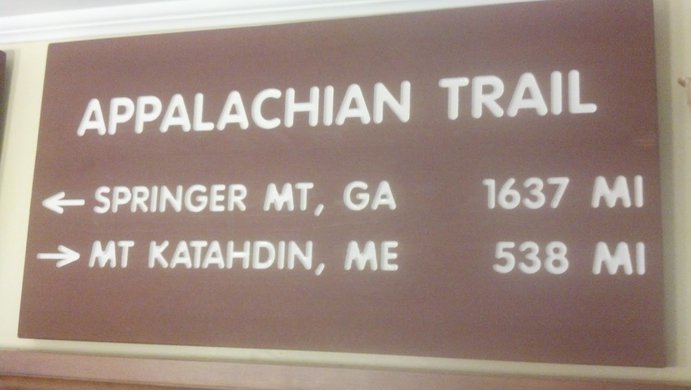 APPALACHIAN TRAIL
← SPRINGER MT, GA 1637 MI
→ MT KATAHDIN, ME 538 MI